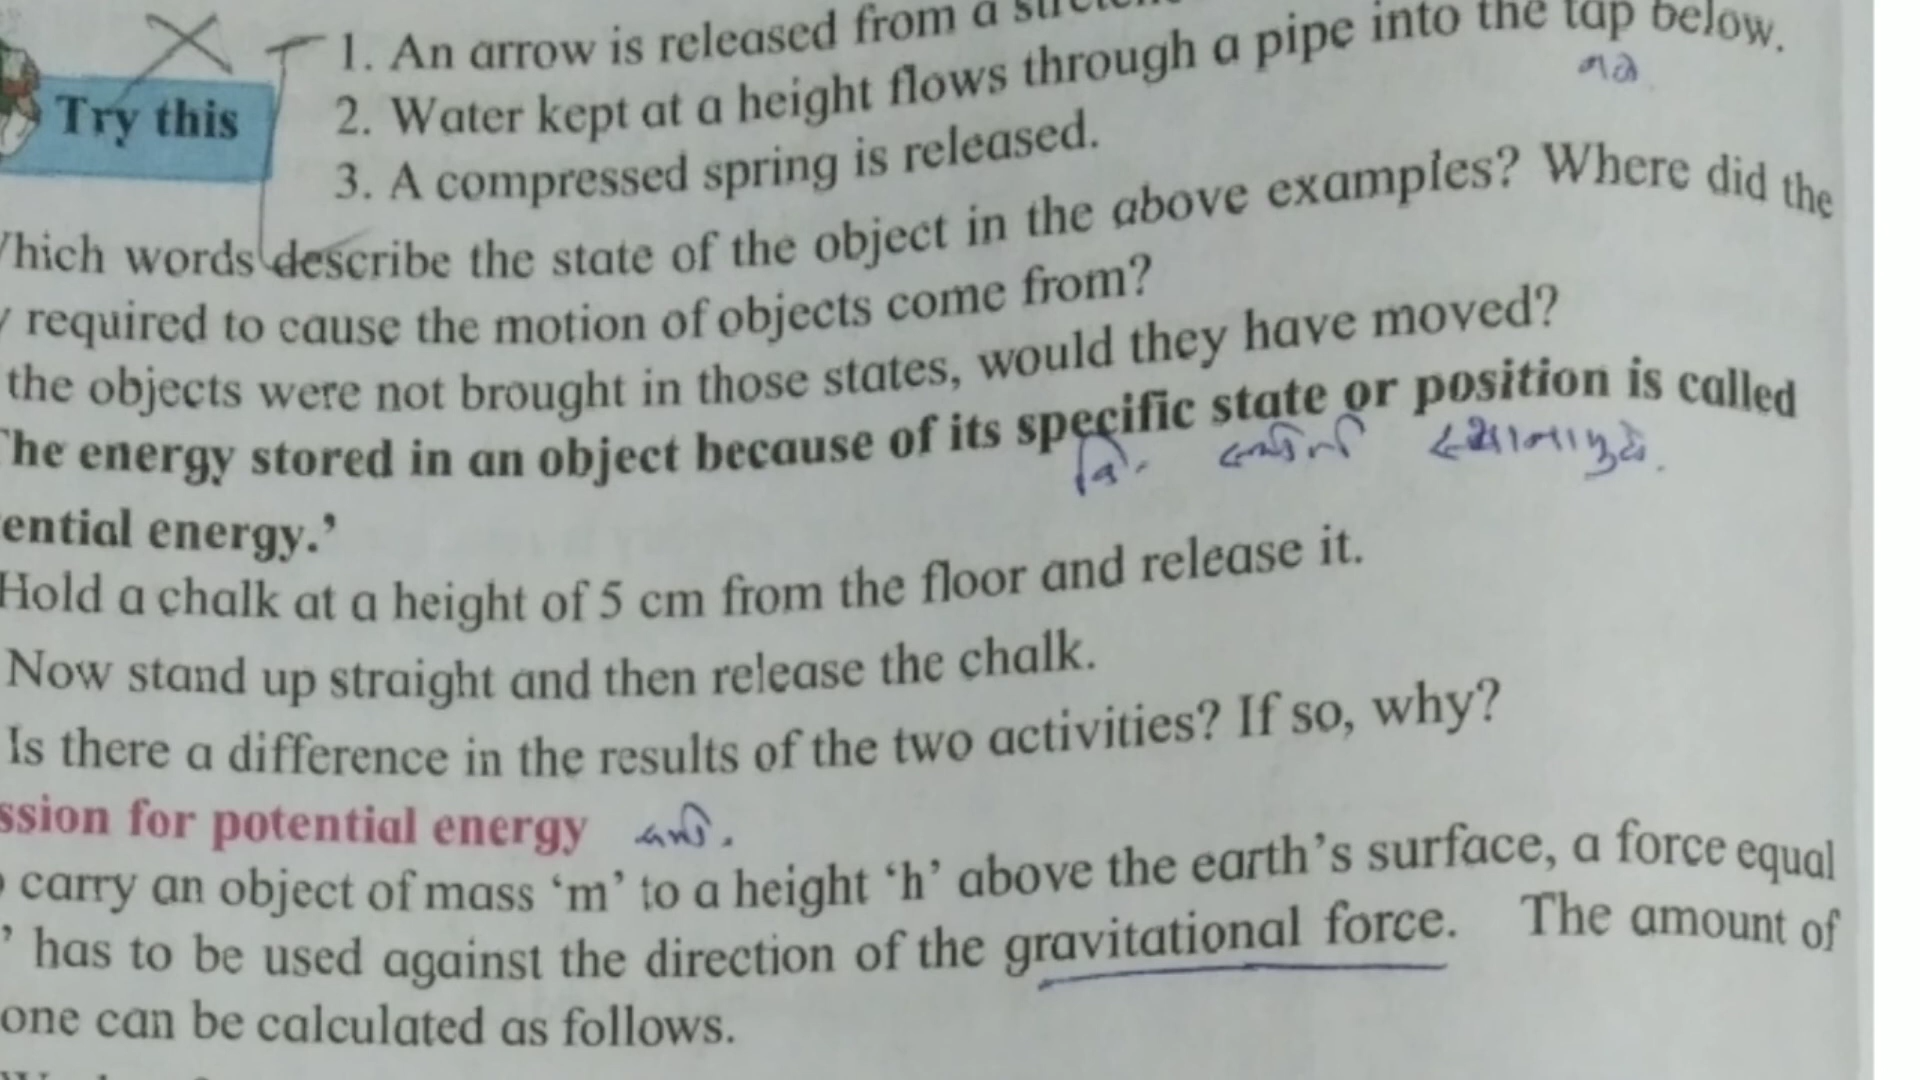 1. An arrow is released from a
2. Water kept at a height flows through a pipe into the tap below.
Try this
3. A compressed spring is released.
hich words describe the state of the object in the above examples? Where did the
required to cause the motion of objects come from?
the objects were not brought in those states, would they have moved?
he energy stored in an object because of its specific state or position is called
ential energy.’
Hold a chalk at a height of 5 cm from the floor and release it.
Now stand up straight and then release the chalk.
Is there a difference in the results of the two activities? If so, why?
ssion for potential energy
carry an object of mass ‘m’ to a height ‘h’ above the earth’s surface, a force equal
’ has to be used against the direction of the gravitational force. The amount of
one can be calculated as follows.